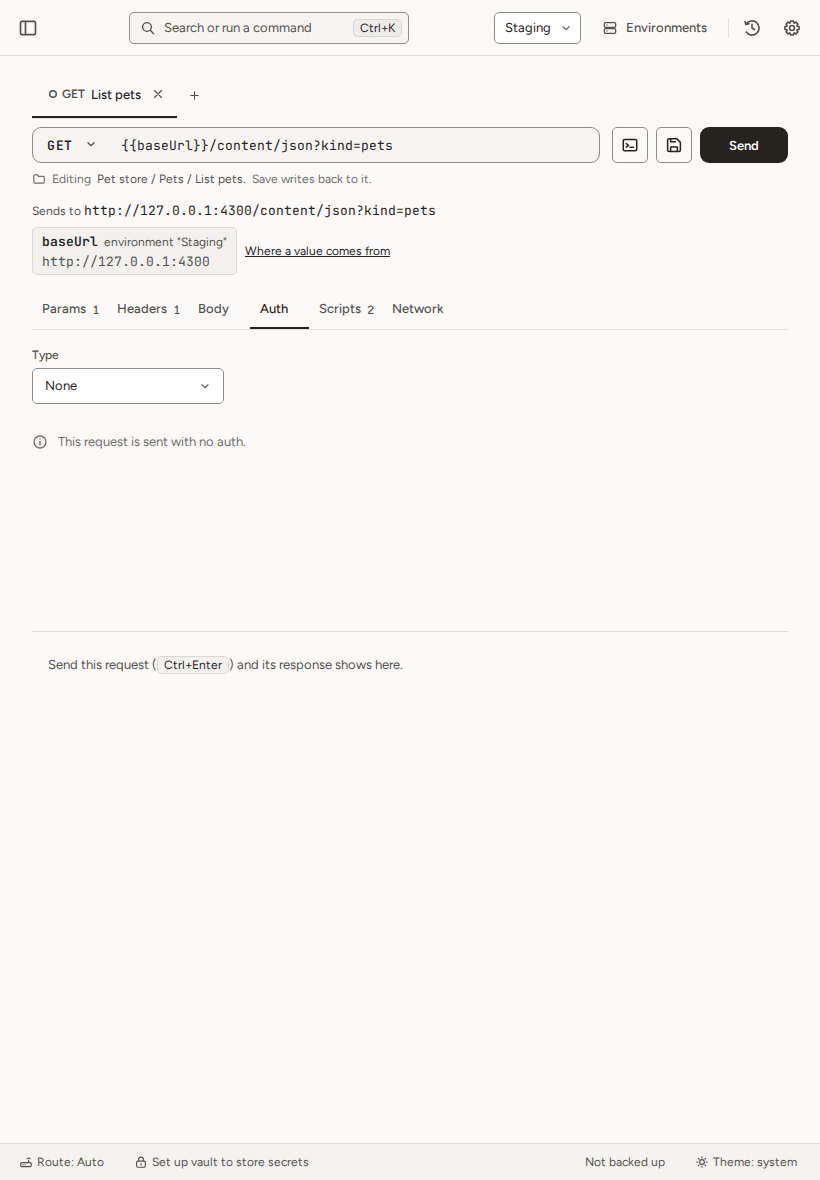 Search or run a command Ctrl+K Staging Environments
GET List pets
GET {{baseUrl}}/content/json?kind=pets Send
Editing Pet store / Pets / List pets. Save writes back to it.
Sends to http://127.0.0.1:4300/content/json?kind=pets
baseUrl environment "Staging"
http://127.0.0.1:4300
Where a value comes from
Params 1 Headers 1 Body Auth Scripts 2 Network
Type
None
This request is sent with no auth.
Send this request (Ctrl+Enter) and its response shows here.
Route: Auto Set up vault to store secrets Not backed up Theme: system